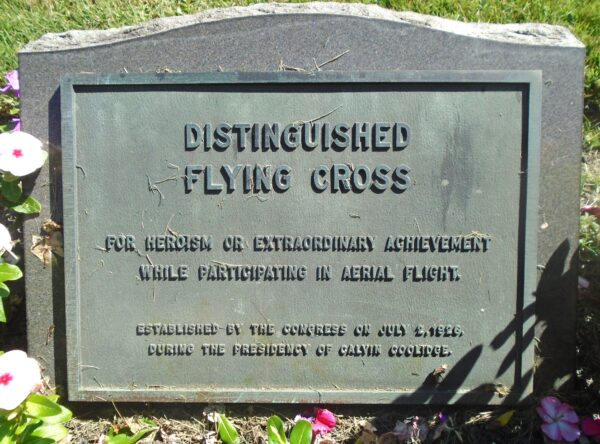 DISTINGUISHED
FLYING CROSS
FOR HEROISM OR EXTRAORDINARY ACHIEVEMENT
WHILE PARTICIPATING IN AERIAL FLIGHT.
ESTABLISHED BY THE CONGRESS ON JULY 2, 1926,
DURING THE PRESIDENCY OF CALVIN COOLIDGE.